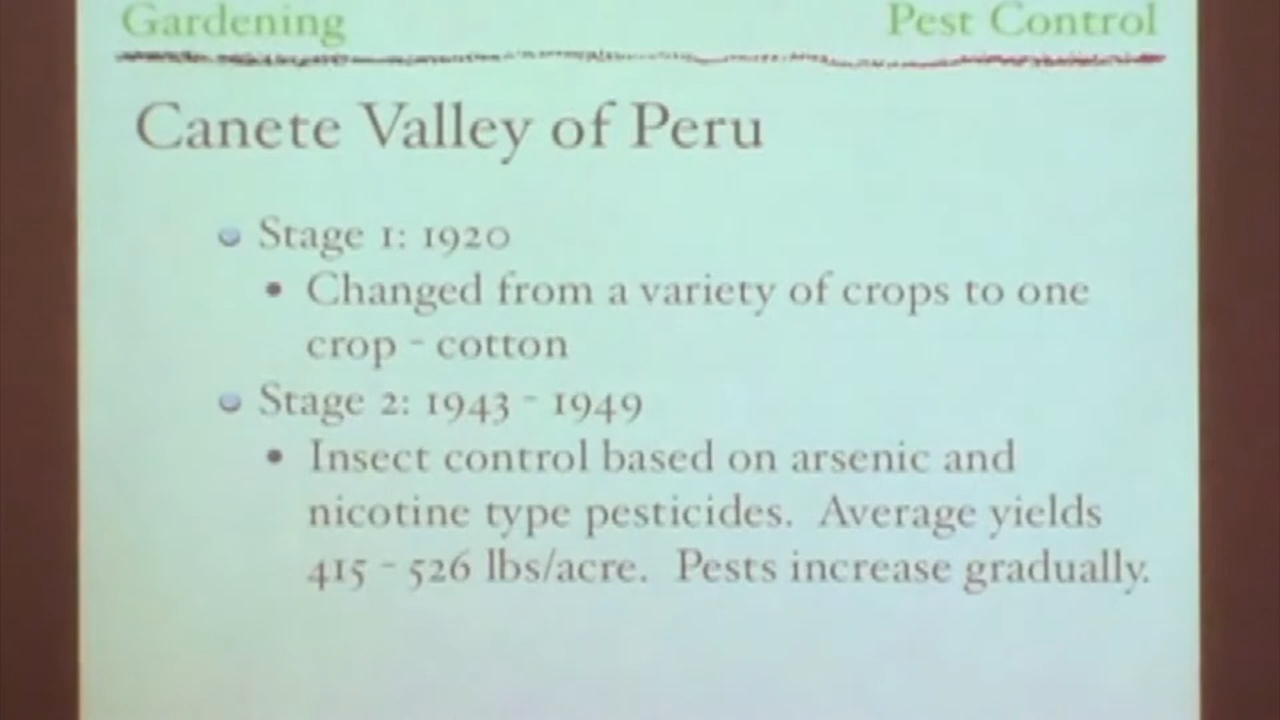 Gardening Pest Control
Canete Valley of Peru
Stage 1: 1920
Changed from a variety of crops to one
crop - cotton
Stage 2: 1943 - 1949
Insect control based on arsenic and
nicotine type pesticides. Average yields
415 - 526 lbs/acre. Pests increase gradually.